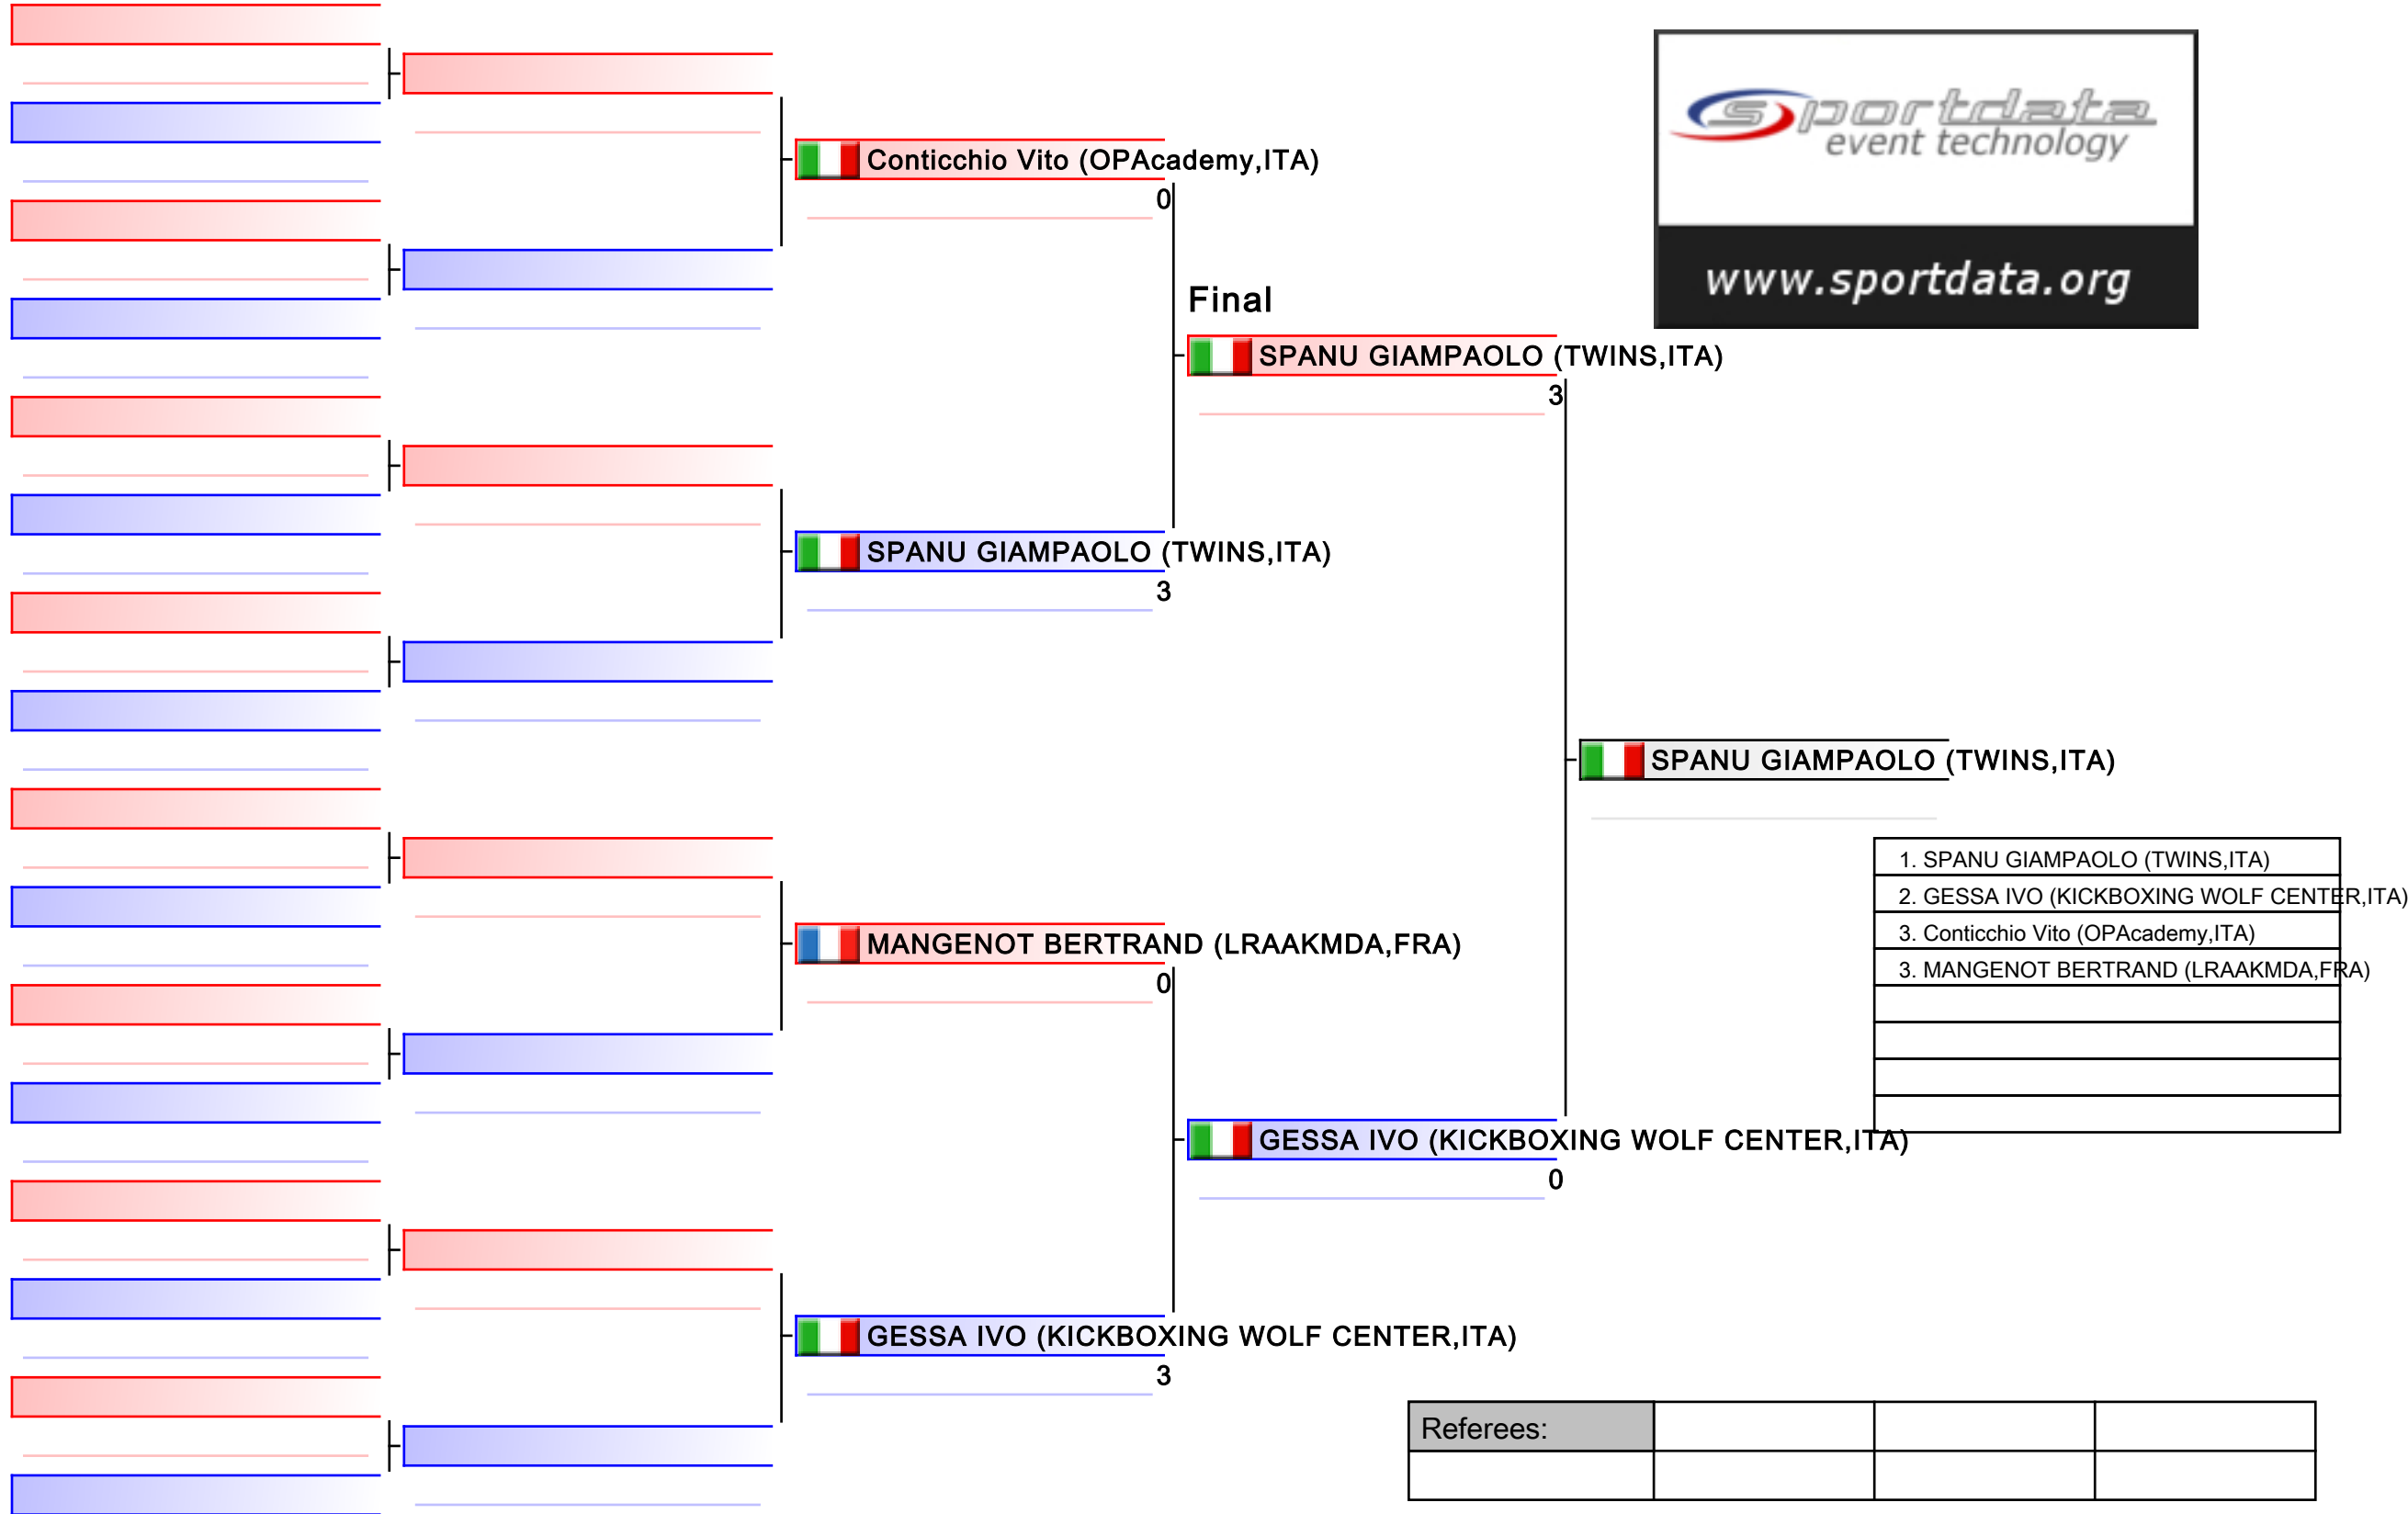 sportdata
event technology
www.sportdata.org
Conticchio Vito (OPAcademy,ITA)
0
Final
SPANU GIAMPAOLO (TWINS,ITA)
3
SPANU GIAMPAOLO (TWINS,ITA)
3
SPANU GIAMPAOLO (TWINS,ITA)
1. SPANU GIAMPAOLO (TWINS,ITA)
2. GESSA IVO (KICKBOXING WOLF CENTER,ITA)
3. Conticchio Vito (OPAcademy,ITA)
3. MANGENOT BERTRAND (LRAAKMDA,FRA)
MANGENOT BERTRAND (LRAAKMDA,FRA)
0
GESSA IVO (KICKBOXING WOLF CENTER,ITA)
0
GESSA IVO (KICKBOXING WOLF CENTER,ITA)
3
Referees: